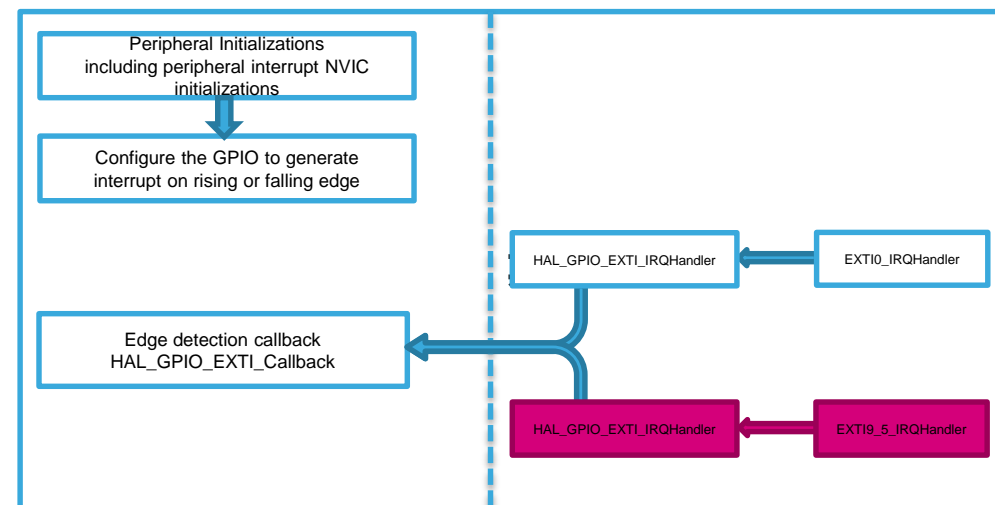 Peripheral Initializations
including peripheral interrupt NVIC
initializations
Configure the GPIO to generate
interrupt on rising or falling edge
HAL_GPIO_EXTI_IRQHandler
EXTI0_IRQHandler
Edge detection callback
HAL_GPIO_EXTI_Callback
HAL_GPIO_EXTI_IRQHandler
EXTI9_5_IRQHandler